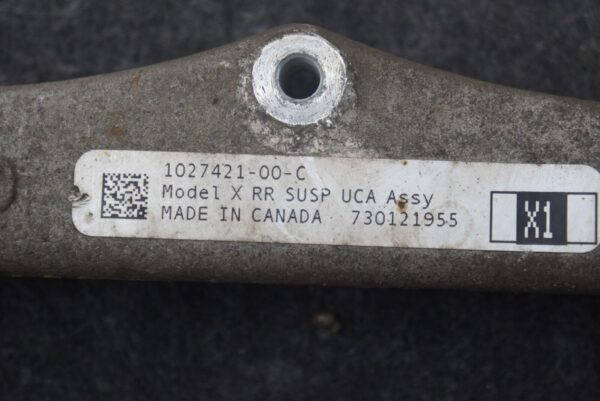 1027421-00-C
Model X RR SUSP UCA Assy
MADE IN CANADA 730121955
X1